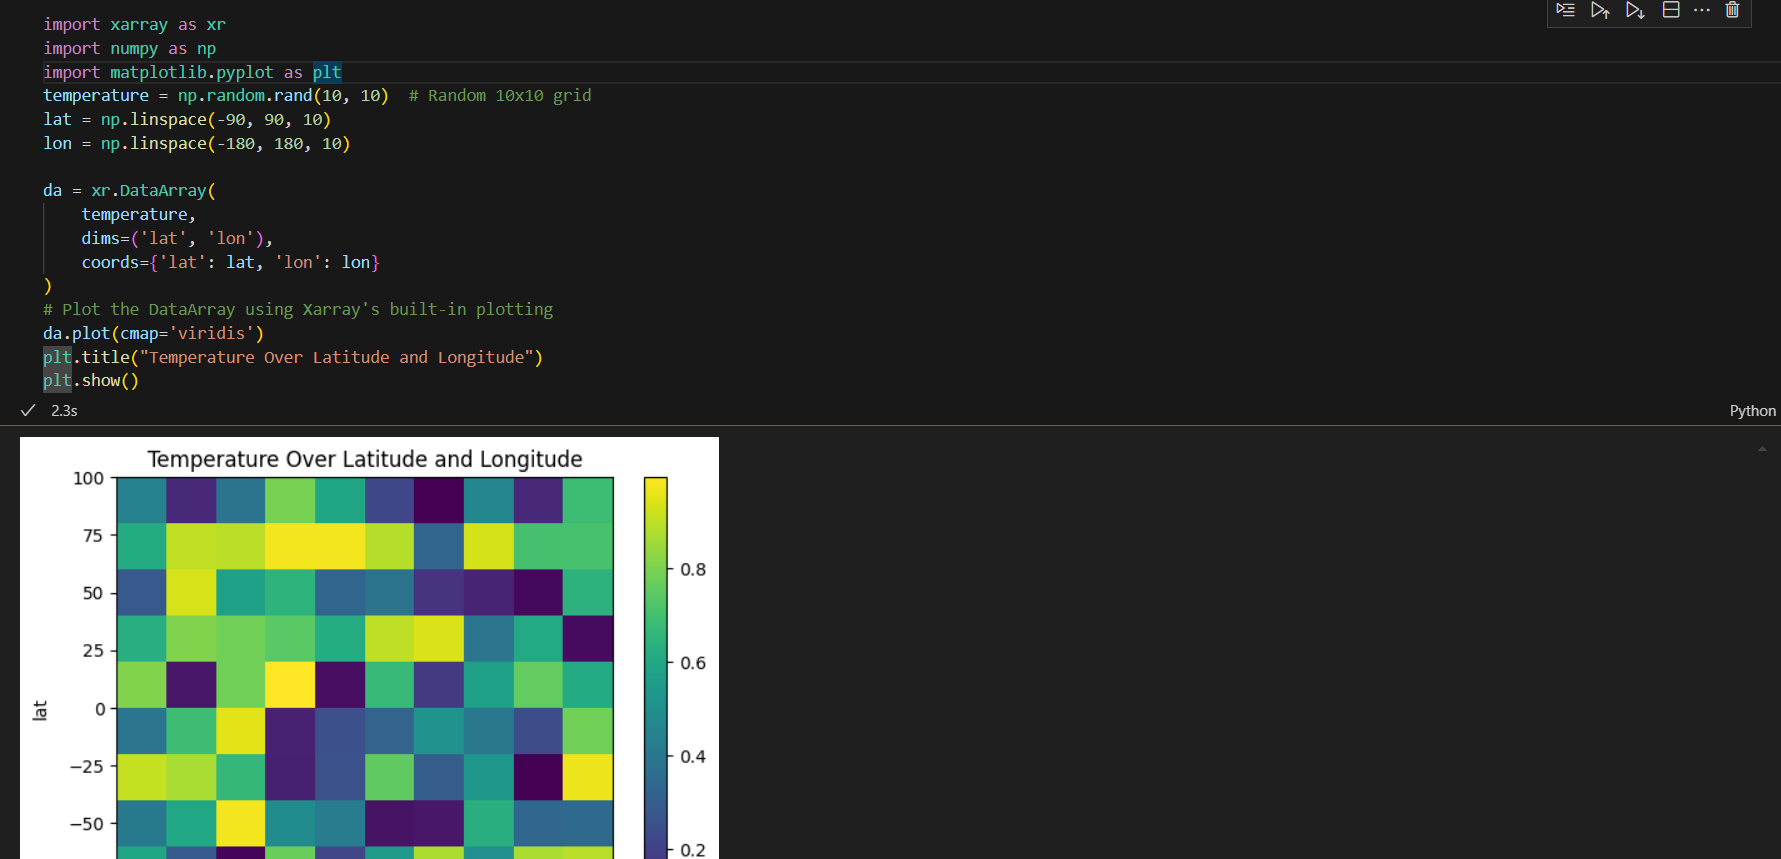 import xarray as xr
import numpy as np
import matplotlib.pyplot as plt
temperature = np.random.rand(10, 10)  # Random 10x10 grid
lat = np.linspace(-90, 90, 10)
lon = np.linspace(-180, 180, 10)
da = xr.DataArray(
    temperature,
    dims=('lat', 'lon'),
    coords={'lat': lat, 'lon': lon}
)
# Plot the DataArray using Xarray's built-in plotting
da.plot(cmap='viridis')
plt.title("Temperature Over Latitude and Longitude")
plt.show()
2.3s
Python
Temperature Over Latitude and Longitude
100
75
50
25
0
−25
−50
lat
0.8
0.6
0.4
0.2